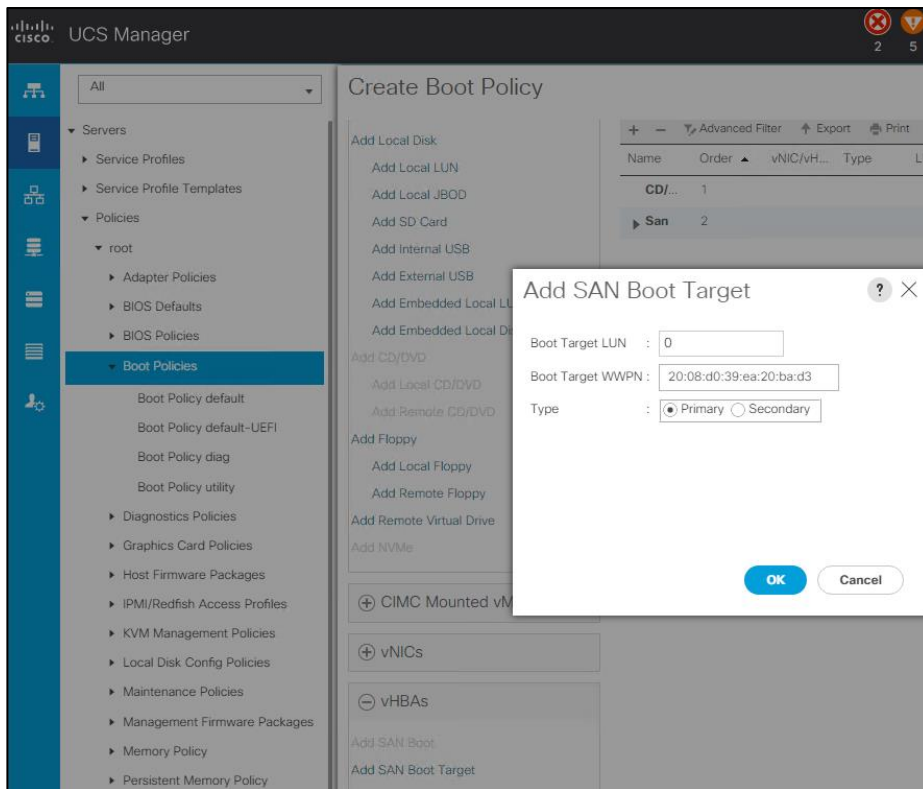 cisco
UCS Manager
2
5
All
Servers
Service Profiles
Service Profile Templates
Policies
root
Adapter Policies
BIOS Defaults
BIOS Policies
Boot Policies
Boot Policy default
Boot Policy default-UEFI
Boot Policy diag
Boot Policy utility
Diagnostics Policies
Graphics Card Policies
Host Firmware Packages
IPMI/Redfish Access Profiles
KVM Management Policies
Local Disk Config Policies
Maintenance Policies
Management Firmware Packages
Memory Policy
Persistent Memory Policy
Create Boot Policy
Add Local Disk
Add Local LUN
Add Local JBOD
Add SD Card
Add Internal USB
Add External USB
Add Embedded Local LU
Add Embedded Local Dis
Add CD/DVD
Add Local CD/DVD
Add Remote CD/DVD
Add Floppy
Add Local Floppy
Add Remote Floppy
Add Remote Virtual Drive
Add NVMe
CIMC Mounted vM
vNICs
vHBAs
Add SAN Boot
Add SAN Boot Target
+ − Advanced Filter Export Print
Name Order vNIC/vH... Type L
CD/... 1
San 2
Add SAN Boot Target
?
Boot Target LUN : 0
Boot Target WWPN : 20:08:d0:39:ea:20:ba:d3
Type : Primary Secondary
OK Cancel